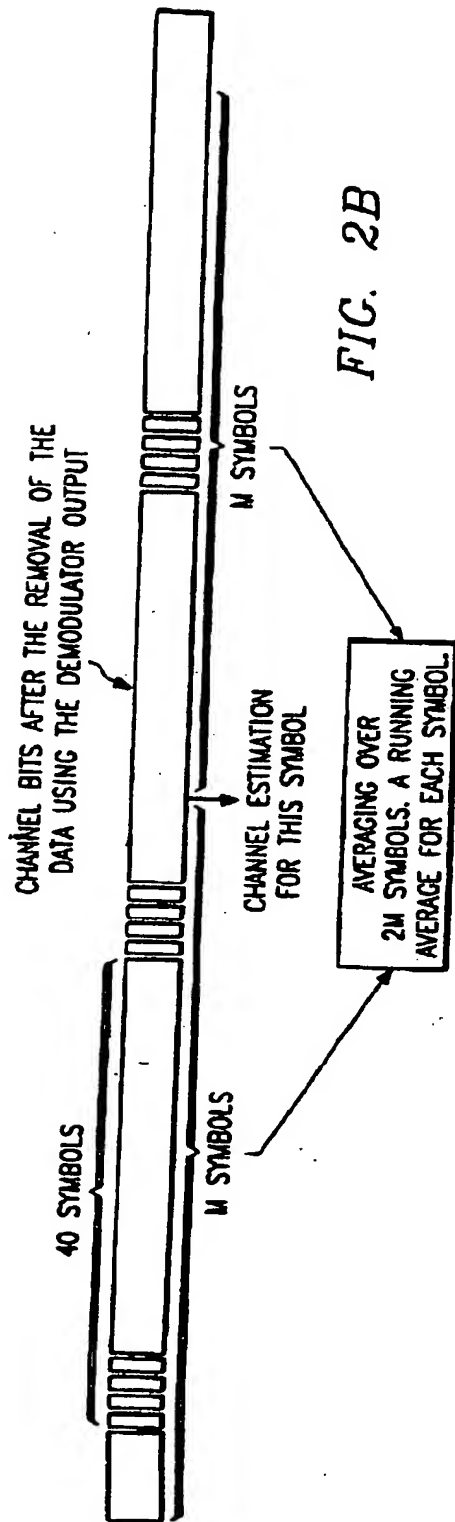 CHANNEL BITS AFTER THE REMOVAL OF THE
DATA USING THE DEMODULATOR OUTPUT
40 SYMBOLS
M SYMBOLS
CHANNEL ESTIMATION
FOR THIS SYMBOL
M SYMBOLS
AVERAGING OVER
2M SYMBOLS. A RUNNING
AVERAGE FOR EACH SYMBOL.
FIG. 2B